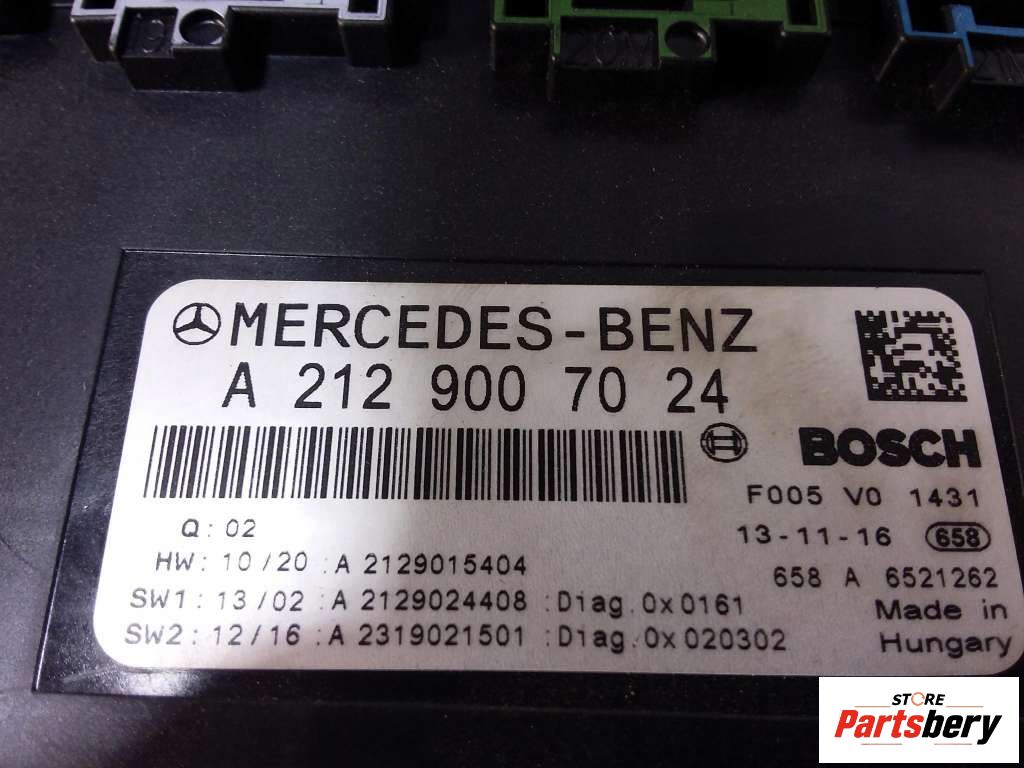 MERCEDES-BENZ
A 212 900 70 24
BOSCH
F005 V0 1431
Q: 02
13-11-16 658
HW: 10/20 :A 2129015404
658 A 6521262
SW1: 13/02 :A 2129024408 :Diag.0x0161
Made in
SW2: 12/16 :A 2319021501 :Diag.0x020302
Hungary
STORE
Partsbery